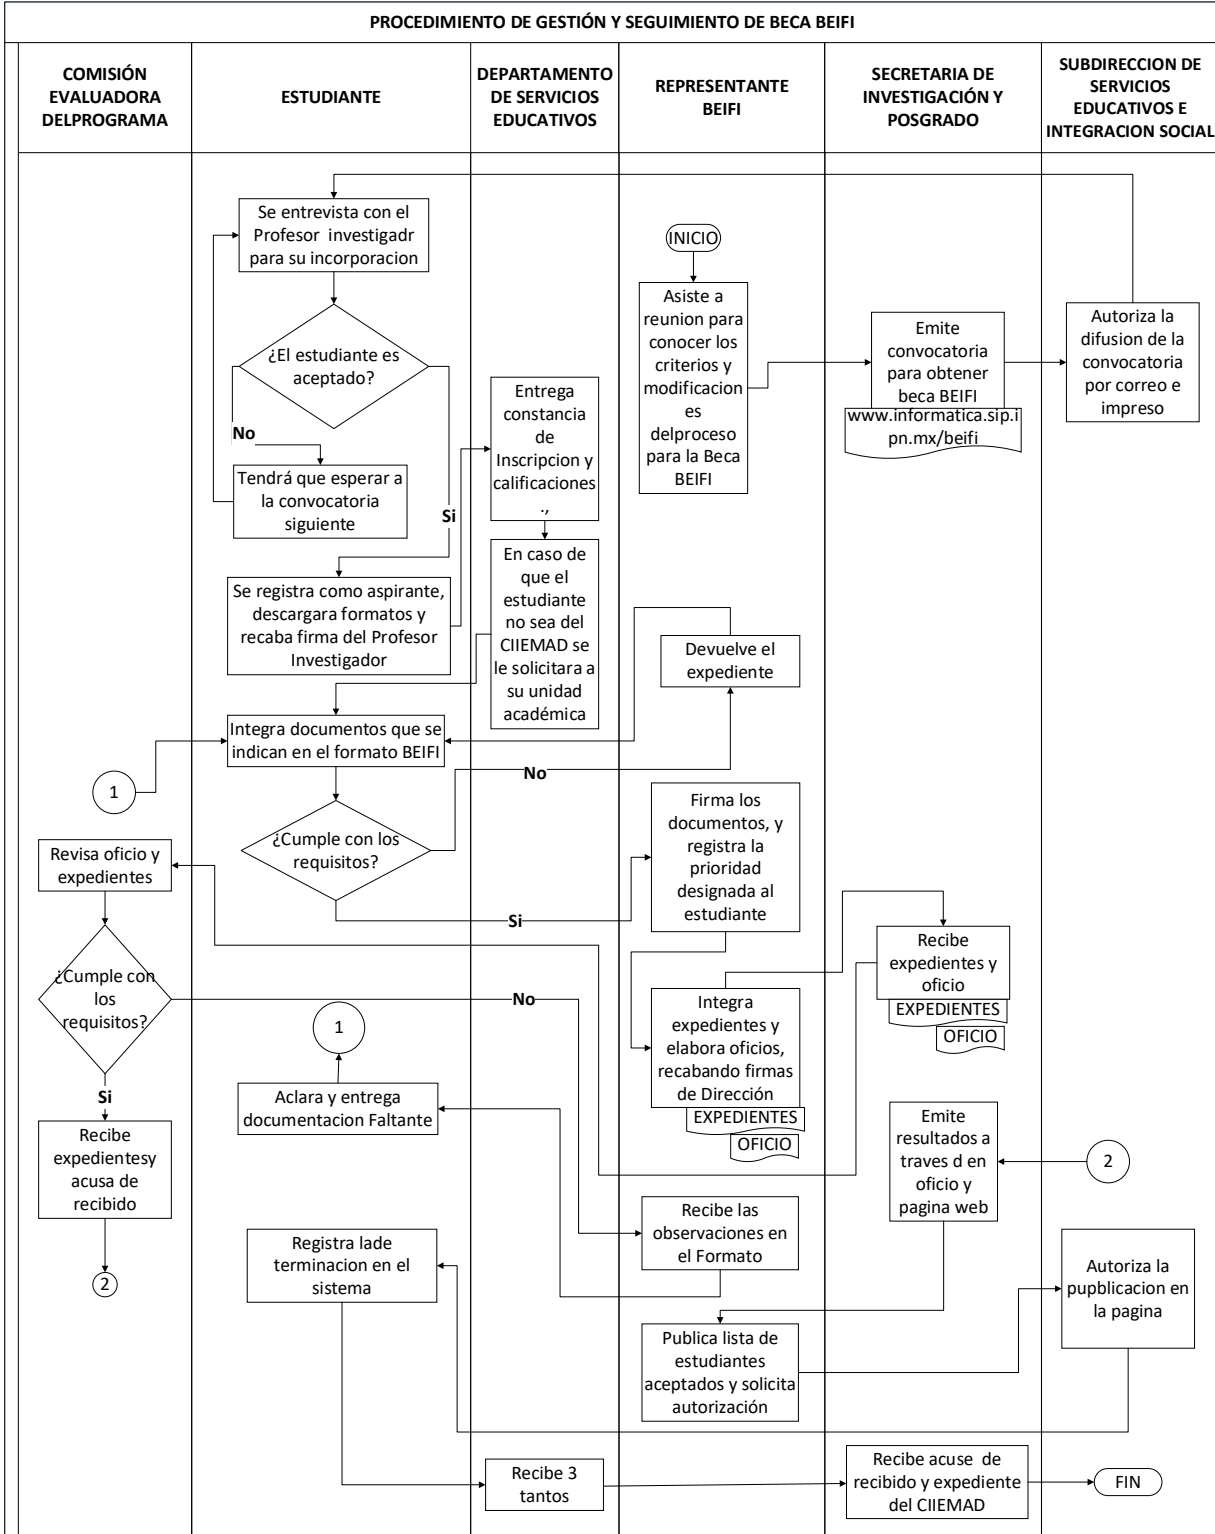 PROCEDIMIENTO DE GESTIÓN Y SEGUIMIENTO DE BECA BEIFI
COMISIÓN
EVALUADORA
DELPROGRAMA
ESTUDIANTE
DEPARTAMENTO
DE SERVICIOS
EDUCATIVOS
REPRESENTANTE
BEIFI
SECRETARIA DE
INVESTIGACIÓN Y
POSGRADO
SUBDIRECCION DE
SERVICIOS
EDUCATIVOS E
INTEGRACION SOCIAL
Se entrevista con el
Profesor investigadr
para su incorporacion
INICIO
Asiste a
reunion para
conocer los
criterios y
modificacion
es
delproceso
para la Beca
BEIFI
Emite
convocatoria
para obtener
beca BEIFI
www.informatica.sip.i
pn.mx/beifi
Autoriza la
difusion de la
convocatoria
por correo e
impreso
¿El estudiante es
aceptado?
No
Tendrá que esperar a
la convocatoria
siguiente
Si
Entrega
constancia
de
Inscripcion y
calificaciones
.,
En caso de
que el
estudiante
no sea del
CIIEMAD se
le solicitara a
su unidad
académica
Se registra como aspirante,
descargara formatos y
recaba firma del Profesor
Investigador
Devuelve el
expediente
Integra documentos que se
indican en el formato BEIFI
No
1
¿Cumple con los
requisitos?
Si
Firma los
documentos, y
registra la
prioridad
designada al
estudiante
Revisa oficio y
expedientes
Recibe
expedientes y
oficio
EXPEDIENTES
OFICIO
¿Cumple con
los
requisitos?
No
Si
1
Integra
expedientes y
elabora oficios,
recabando firmas
de Dirección
EXPEDIENTES
OFICIO
Aclara y entrega
documentacion Faltante
Emite
resultados a
traves d en
oficio y
pagina web
2
Recibe
expedientesy
acusa de
recibido
2
Recibe las
observaciones en
el Formato
Registra lade
terminacion en el
sistema
Autoriza la
pupblicacion en
la pagina
Publica lista de
estudiantes
aceptados y solicita
autorización
Recibe 3
tantos
Recibe acuse de
recibido y expediente
del CIIEMAD
FIN